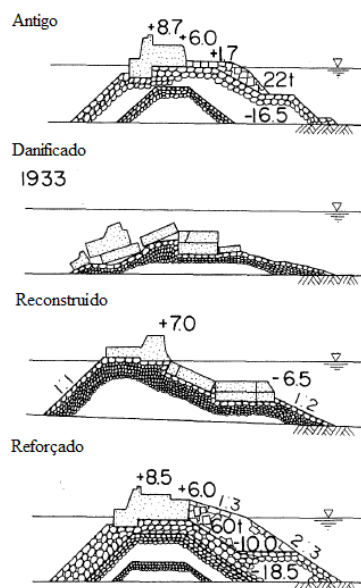 Antigo
+8.7
+6.0
+1.7
22t
-16.5
Danificado
1933
Reconstruído
+7.0
-6.5
1:1
1:2
Reforçado
+8.5
+6.0
1:3
60t
-10.0
2:3
-18.5